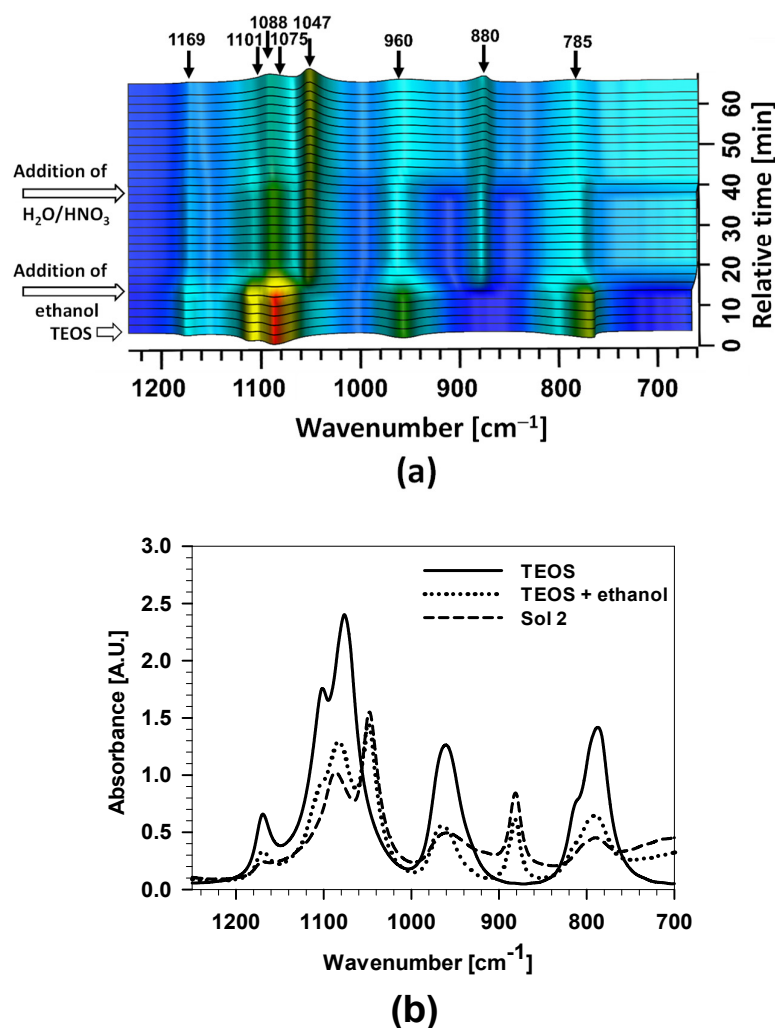 1088
1101 1075 1047
1169
960
880
785
Addition of
H₂O/HNO₃
Addition of
ethanol
TEOS
0 10 20 30 40 50 60
Relative time [min]
1200 1100 1000 900 800 700
Wavenumber [cm⁻¹]
(a)
3.0
2.5
2.0
1.5
1.0
0.5
0.0
Absorbance [A.U.]
TEOS
TEOS + ethanol
Sol 2
1200 1100 1000 900 800 700
Wavenumber [cm⁻¹]
(b)